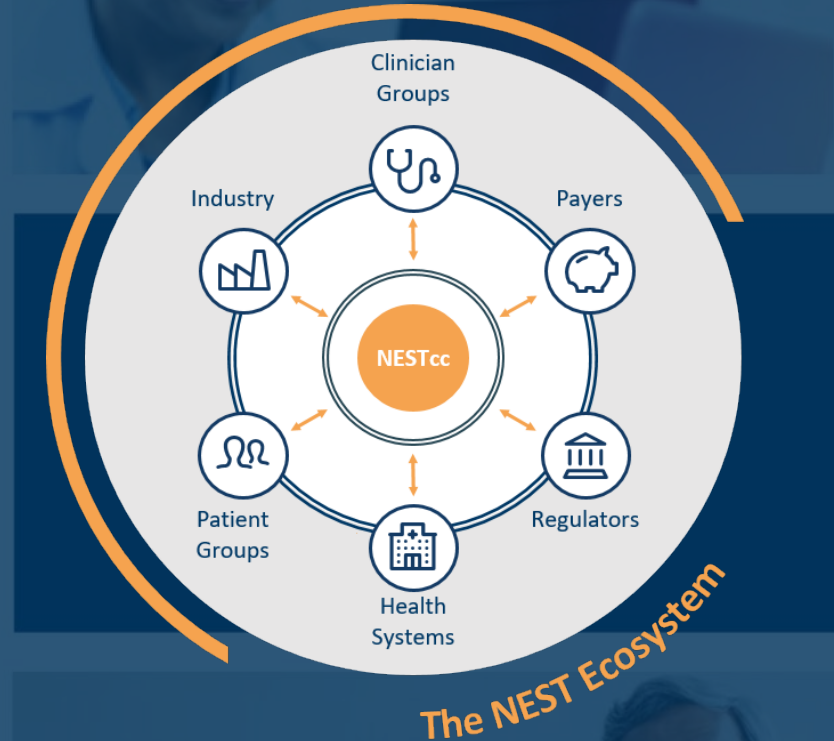 Clinician
Groups
Industry
Payers
NESTcc
Patient
Groups
Regulators
Health
Systems
The NEST Ecosystem